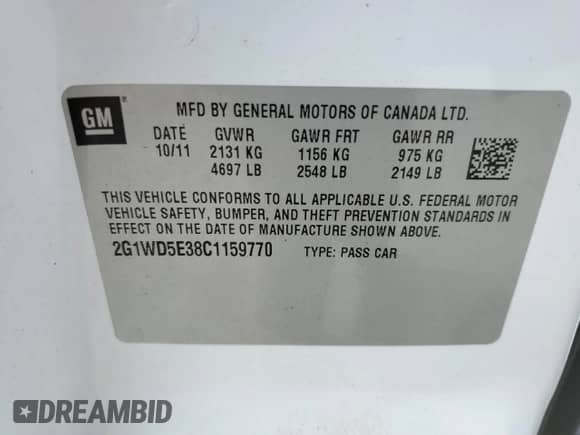 GM ®
MFD BY GENERAL MOTORS OF CANADA LTD.
DATE GVWR GAWR FRT GAWR RR
10/11 2131 KG 1156 KG 975 KG
4697 LB 2548 LB 2149 LB
THIS VEHICLE CONFORMS TO ALL APPLICABLE U.S. FEDERAL MOTOR
VEHICLE SAFETY, BUMPER, AND THEFT PREVENTION STANDARDS IN
EFFECT ON THE DATE OF MANUFACTURE SHOWN ABOVE.
2G1WD5E38C1159770 TYPE: PASS CAR
DREAMBID